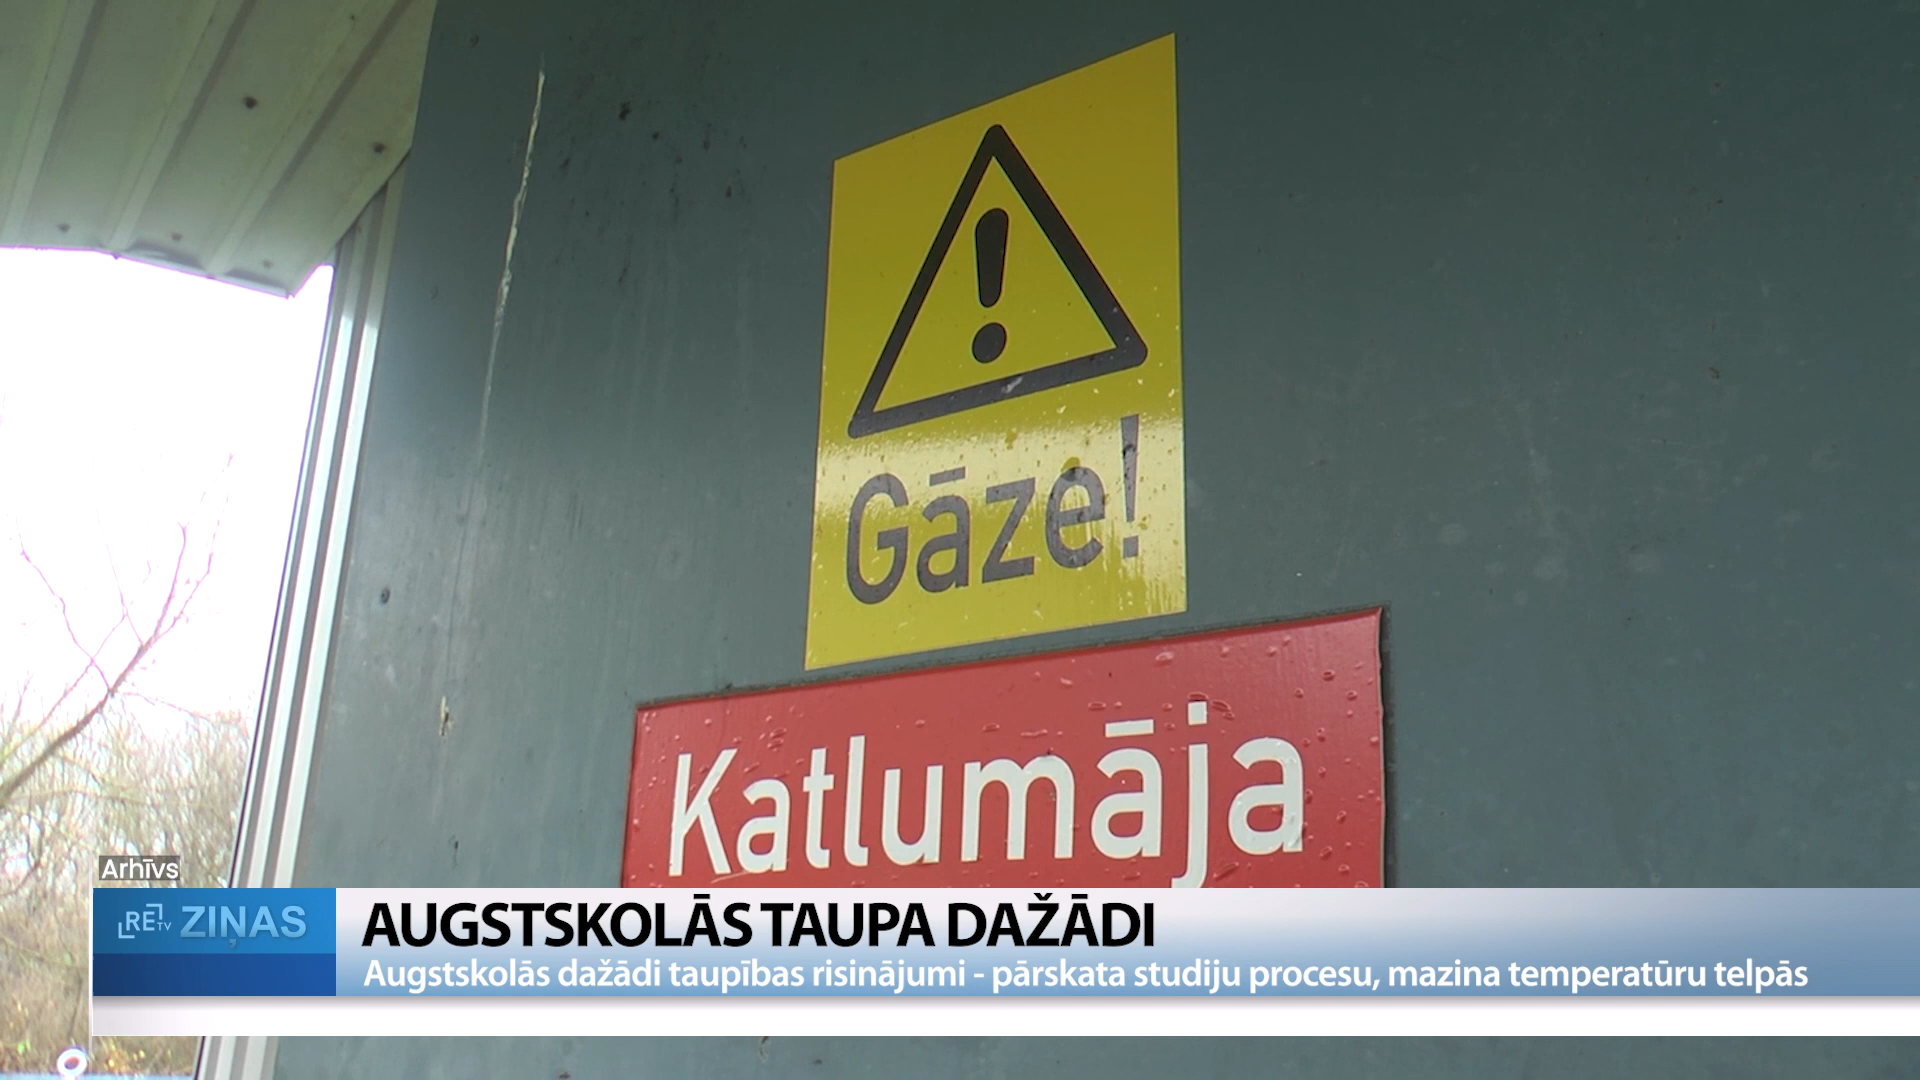 Gāze!
Katlumāja
Arhīvs
RE TV ZIŅAS
AUGSTSKOLĀS TAUPA DAŽĀDI
Augstskolās dažādi taupības risinājumi - pārskata studiju procesu, mazina temperatūru telpās